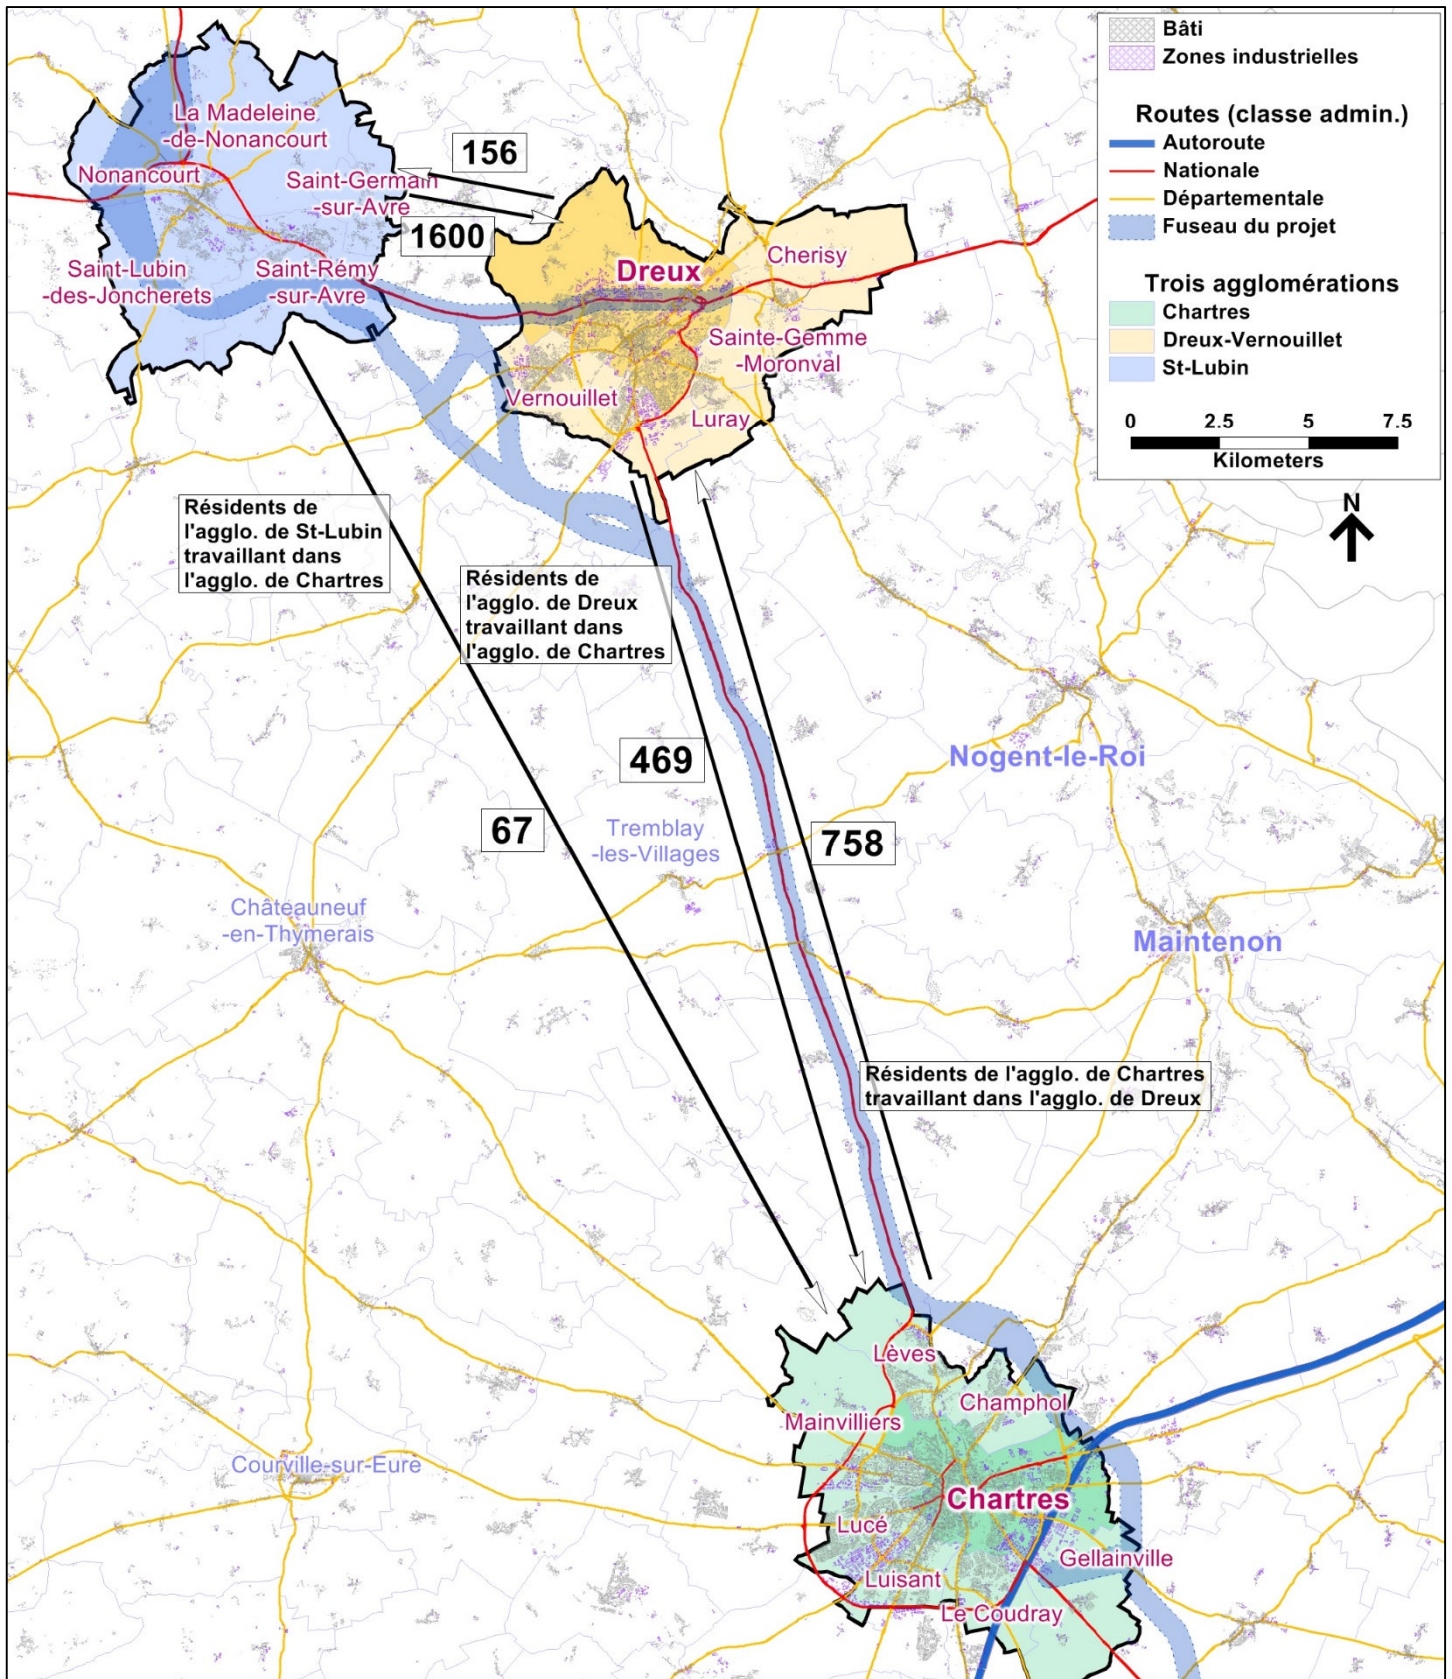 Bâti
Zones industrielles
Routes (classe admin.)
Autoroute
Nationale
Départementale
Fuseau du projet
Trois agglomérations
Chartres
Dreux-Vernouillet
St-Lubin
0 2.5 5 7.5
Kilometers
N
La Madeleine
-de-Nonancourt
Nonancourt
Saint-Germain
-sur-Avre
Saint-Lubin
-des-Joncherets
Saint-Rémy
-sur-Avre
156
1600
Dreux
Cherisy
Sainte-Gemme
-Moronval
Vernouillet
Luray
Résidents de
l'agglo. de St-Lubin
travaillant dans
l'agglo. de Chartres
Résidents de
l'agglo. de Dreux
travaillant dans
l'agglo. de Chartres
469
67
758
Nogent-le-Roi
Tremblay
-les-Villages
Châteauneuf
-en-Thymerais
Maintenon
Résidents de l'agglo. de Chartres
travaillant dans l'agglo. de Dreux
Lèves
Champhol
Mainvilliers
Courville-sur-Eure
Chartres
Lucé
Gellainville
Luisant
Le Coudray